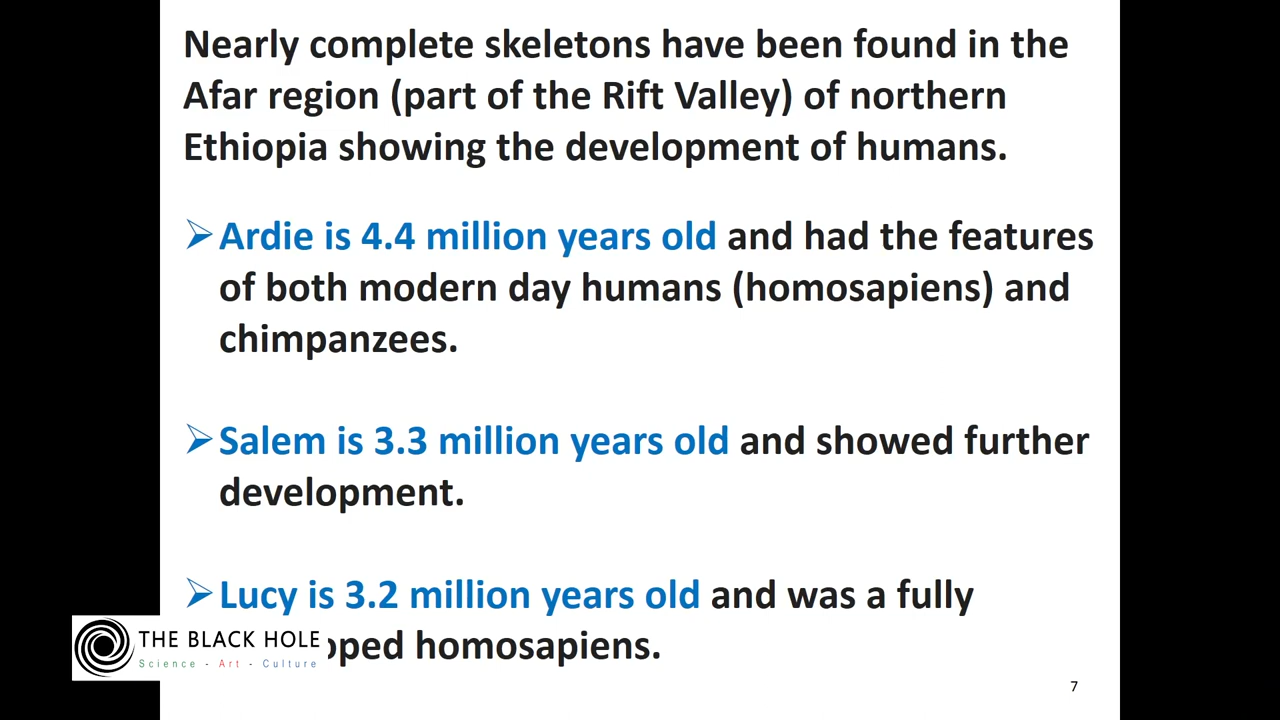 Nearly complete skeletons have been found in the
Afar region (part of the Rift Valley) of northern
Ethiopia showing the development of humans.
Ardie is 4.4 million years old and had the features
of both modern day humans (homosapiens) and
chimpanzees.
Salem is 3.3 million years old and showed further
development.
Lucy is 3.2 million years old and was a fully
oped homosapiens.
THE BLACK HOLE
Science - Art - Culture
7